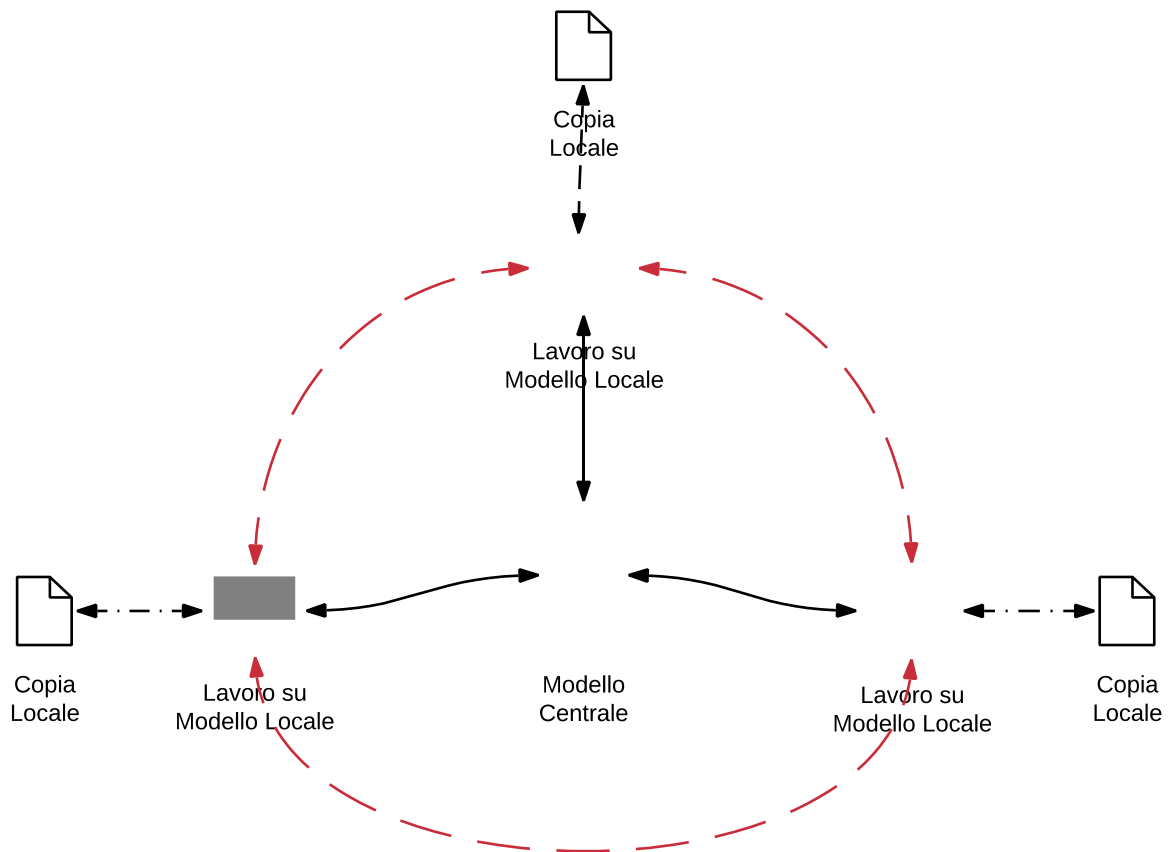 Copia
Locale
Lavoro su
Modello Locale
Copia
Locale
Lavoro su
Modello Locale
Modello
Centrale
Lavoro su
Modello Locale
Copia
Locale